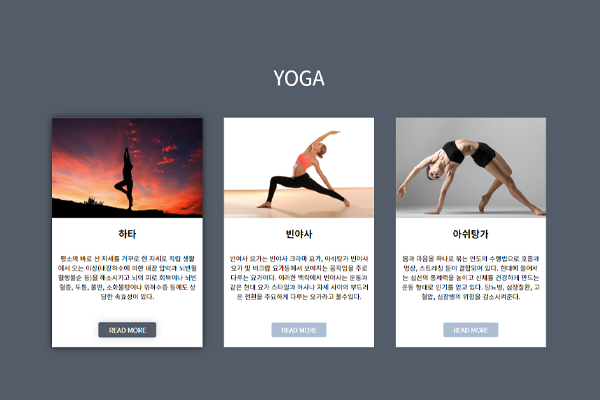 YOGA
하타
평소의 바로 선 자세를 거꾸로 한 자세로 직립 생활
에서 오는 이상(내장하수에 의한 내장 압박과 뇌빈혈
혈행불순 등)을 해소시키고 뇌의 피로 회복이나 뇌빈
혈증, 두통, 불면, 소화불량이나 위하수증 등에도 상
당한 속효성이 있다.
READ MORE
빈야사
빈야사 요가는 빈야사 크라마 요가, 아쉬탕가 빈야사
요가 및 비크람 요가등에서 보여지는 움직임을 주로
다루는 요가이다. 여러한 맥락에서 빈야사는 운동과
같은 현대 요가 스타일과 아사나 자세 사이의 부드러
운 전환을 주요하게 다루는 요가라고 볼수있다.
READ MORE
아쉬탕가
몸과 마음을 하나로 묶는 인도의 수행법으로 호흡과
명상, 스트레칭 등이 결합되어 있다. 현대에 들어서
는 심신의 통제력을 높이고 신체를 건강하게 만드는
운동 형태로 인기를 얻고 있다. 당뇨병, 심장질환, 고
혈압, 심장병의 위험을 감소시켜준다.
READ MORE